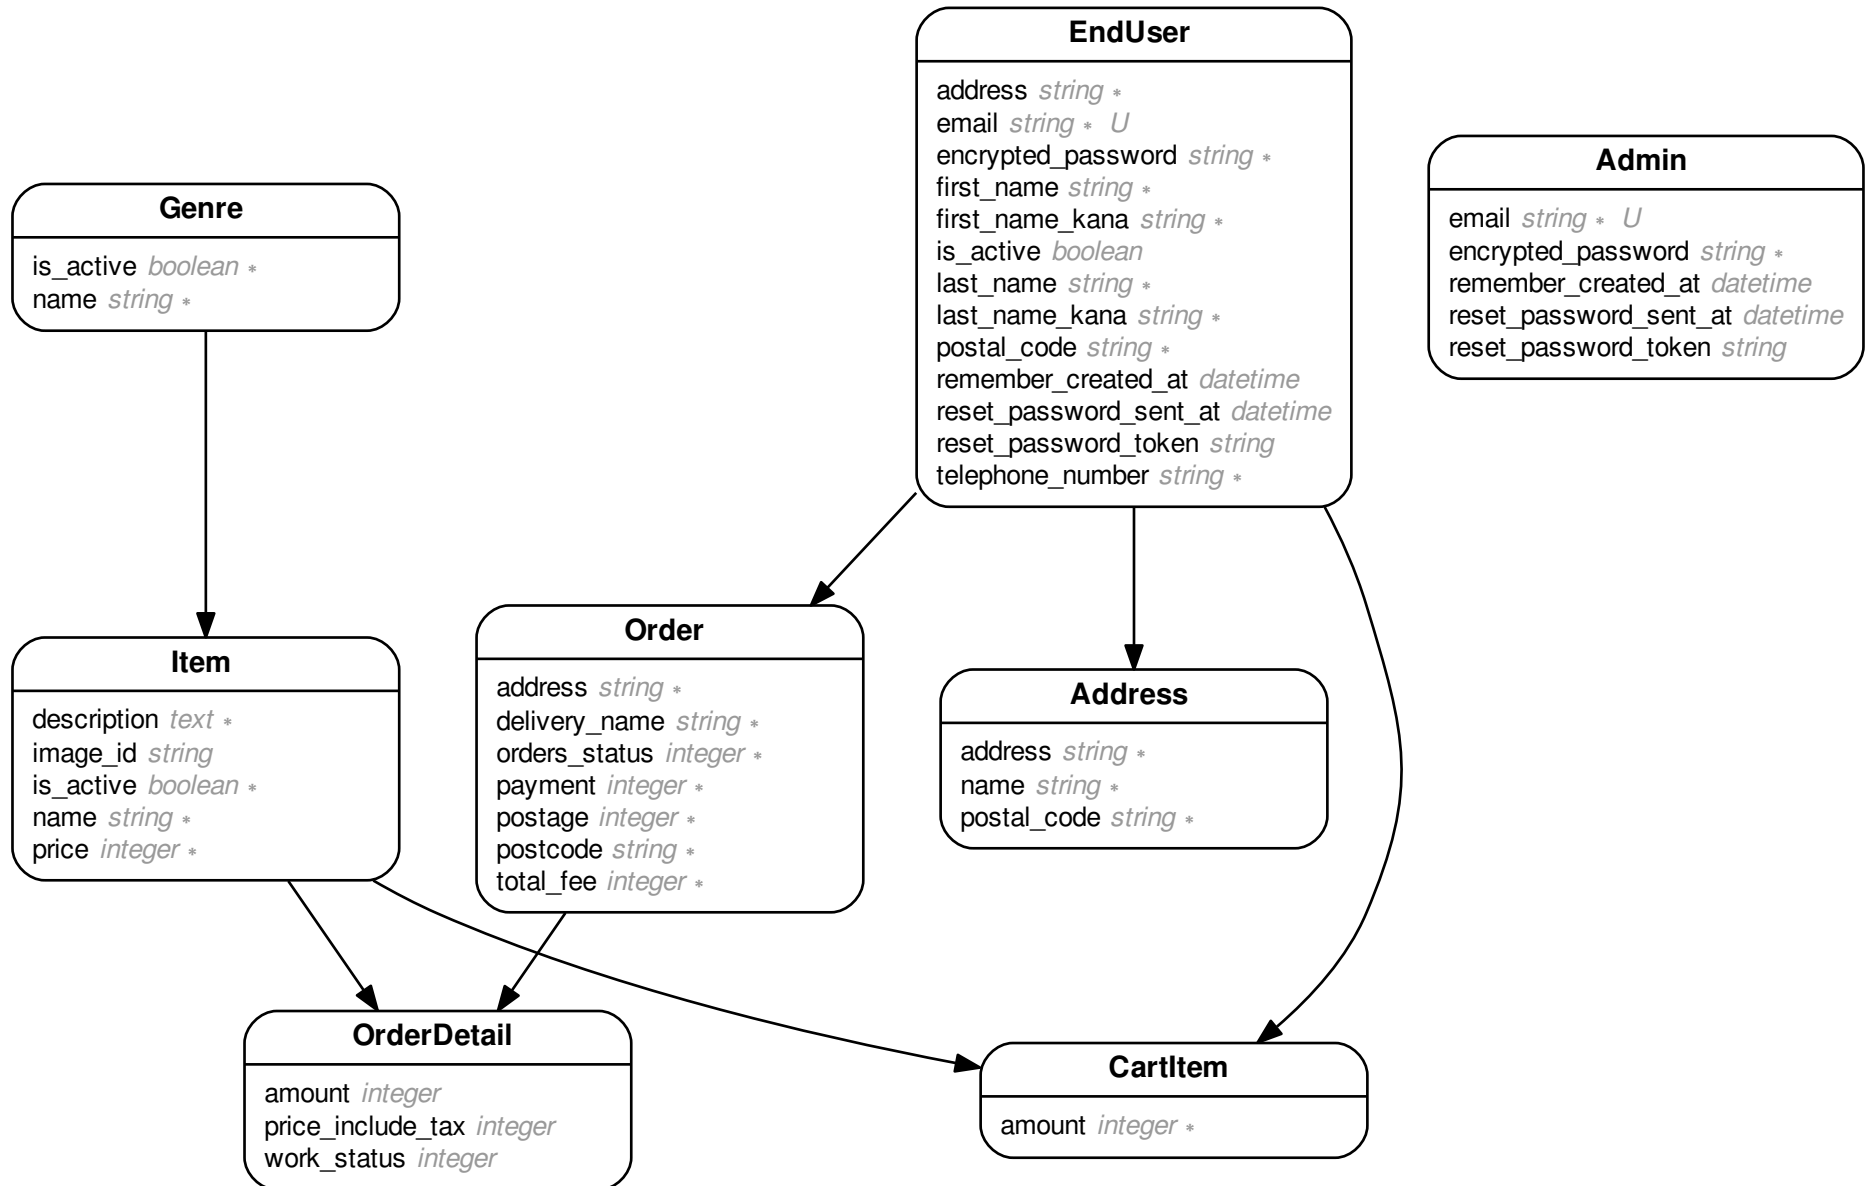 EndUser
address string *
email string * U
encrypted_password string *
first_name string *
first_name_kana string *
is_active boolean
last_name string *
last_name_kana string *
postal_code string *
remember_created_at datetime
reset_password_sent_at datetime
reset_password_token string
telephone_number string *
Admin
email string * U
encrypted_password string *
remember_created_at datetime
reset_password_sent_at datetime
reset_password_token string
Genre
is_active boolean *
name string *
Item
description text *
image_id string
is_active boolean *
name string *
price integer *
Order
address string *
delivery_name string *
orders_status integer *
payment integer *
postage integer *
postcode string *
total_fee integer *
Address
address string *
name string *
postal_code string *
OrderDetail
amount integer
price_include_tax integer
work_status integer
CartItem
amount integer *